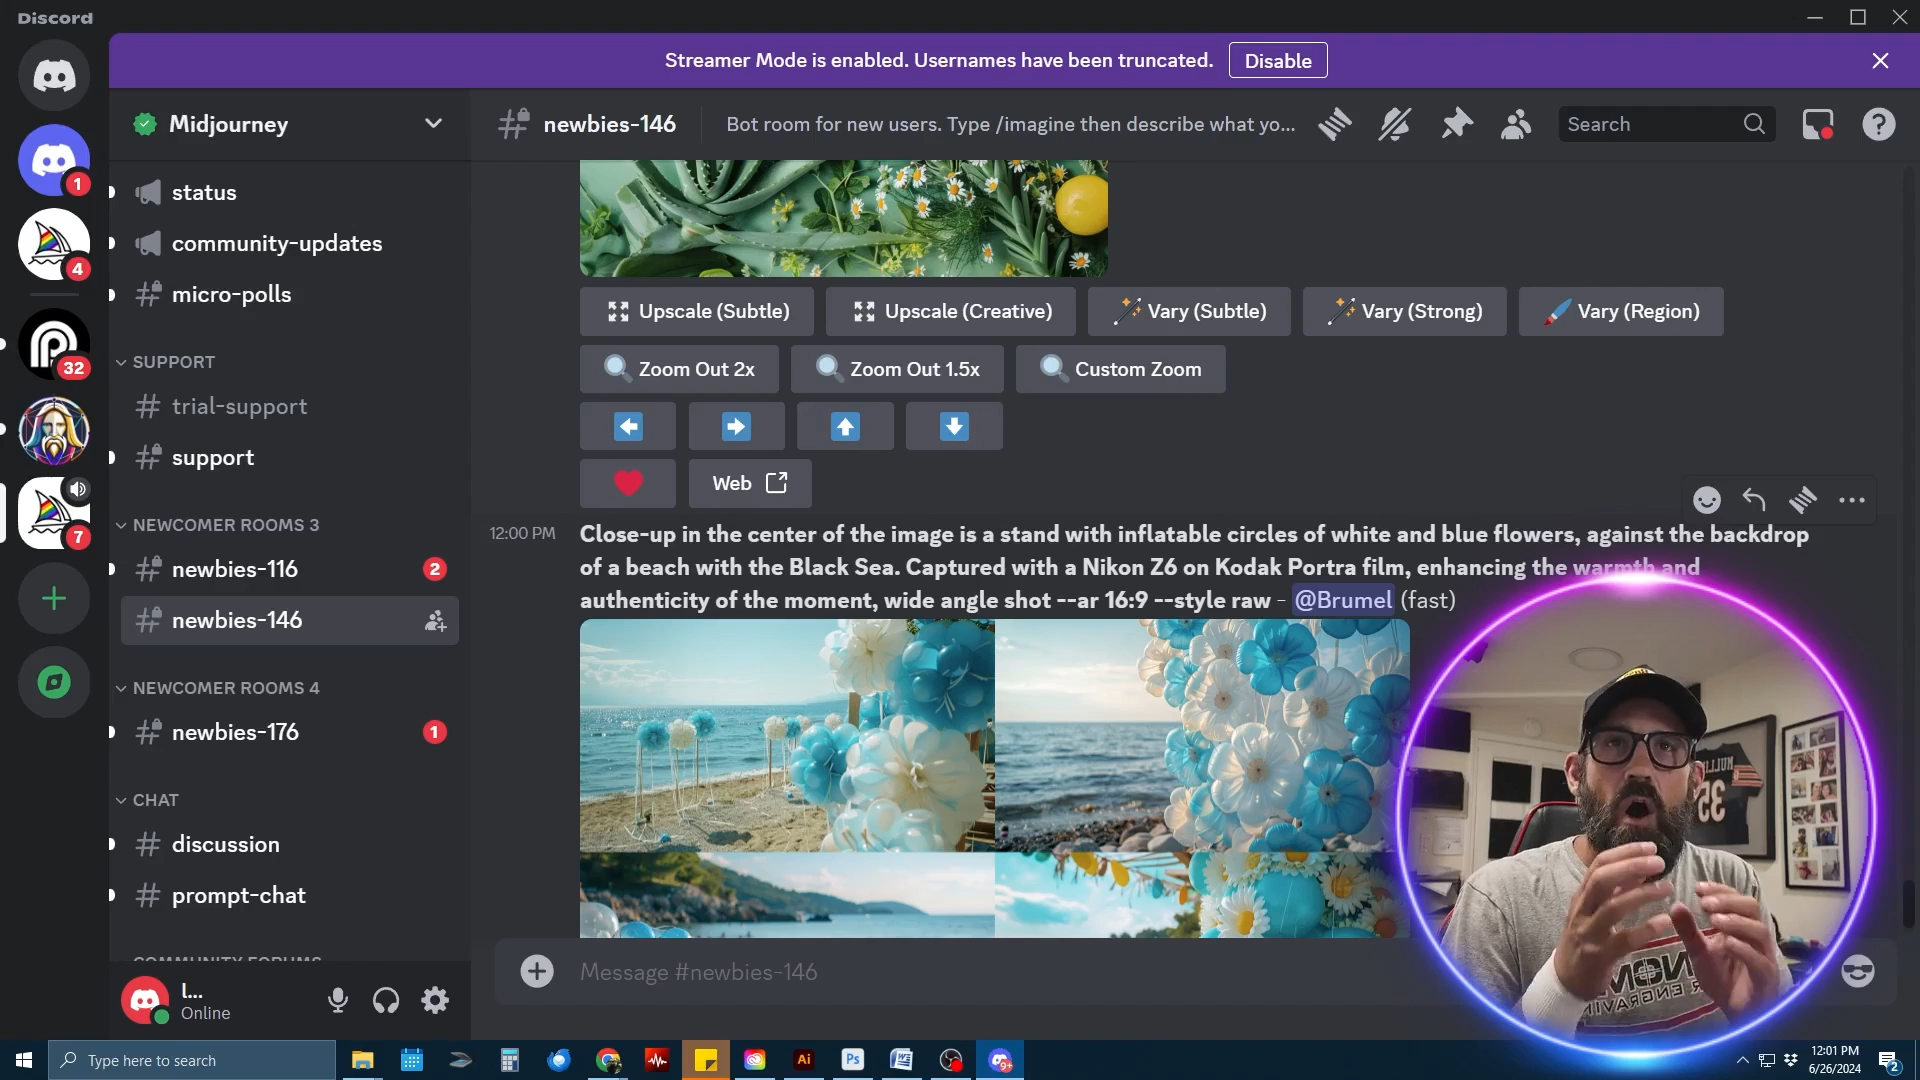 Discord
Streamer Mode is enabled. Usernames have been truncated.
Disable
Midjourney
newbies-146
Bot room for new users. Type /imagine then describe what yo...
Search
1
4
32
7
status
community-updates
micro-polls
SUPPORT
trial-support
support
NEWCOMER ROOMS 3
newbies-116
2
newbies-146
NEWCOMER ROOMS 4
newbies-176
1
CHAT
discussion
prompt-chat
l...
Online
Upscale (Subtle)
Upscale (Creative)
Vary (Subtle)
Vary (Strong)
Vary (Region)
Zoom Out 2x
Zoom Out 1.5x
Custom Zoom
Web
12:00 PM
Close-up in the center of the image is a stand with inflatable circles of white and blue flowers, against the backdrop
of a beach with the Black Sea. Captured with a Nikon Z6 on Kodak Portra film, enhancing the warmth and
authenticity of the moment, wide angle shot --ar 16:9 --style raw - @Brumel (fast)
Message #newbies-146
Type here to search
Ai
Ps
9+
12:01 PM
6/26/2024
2